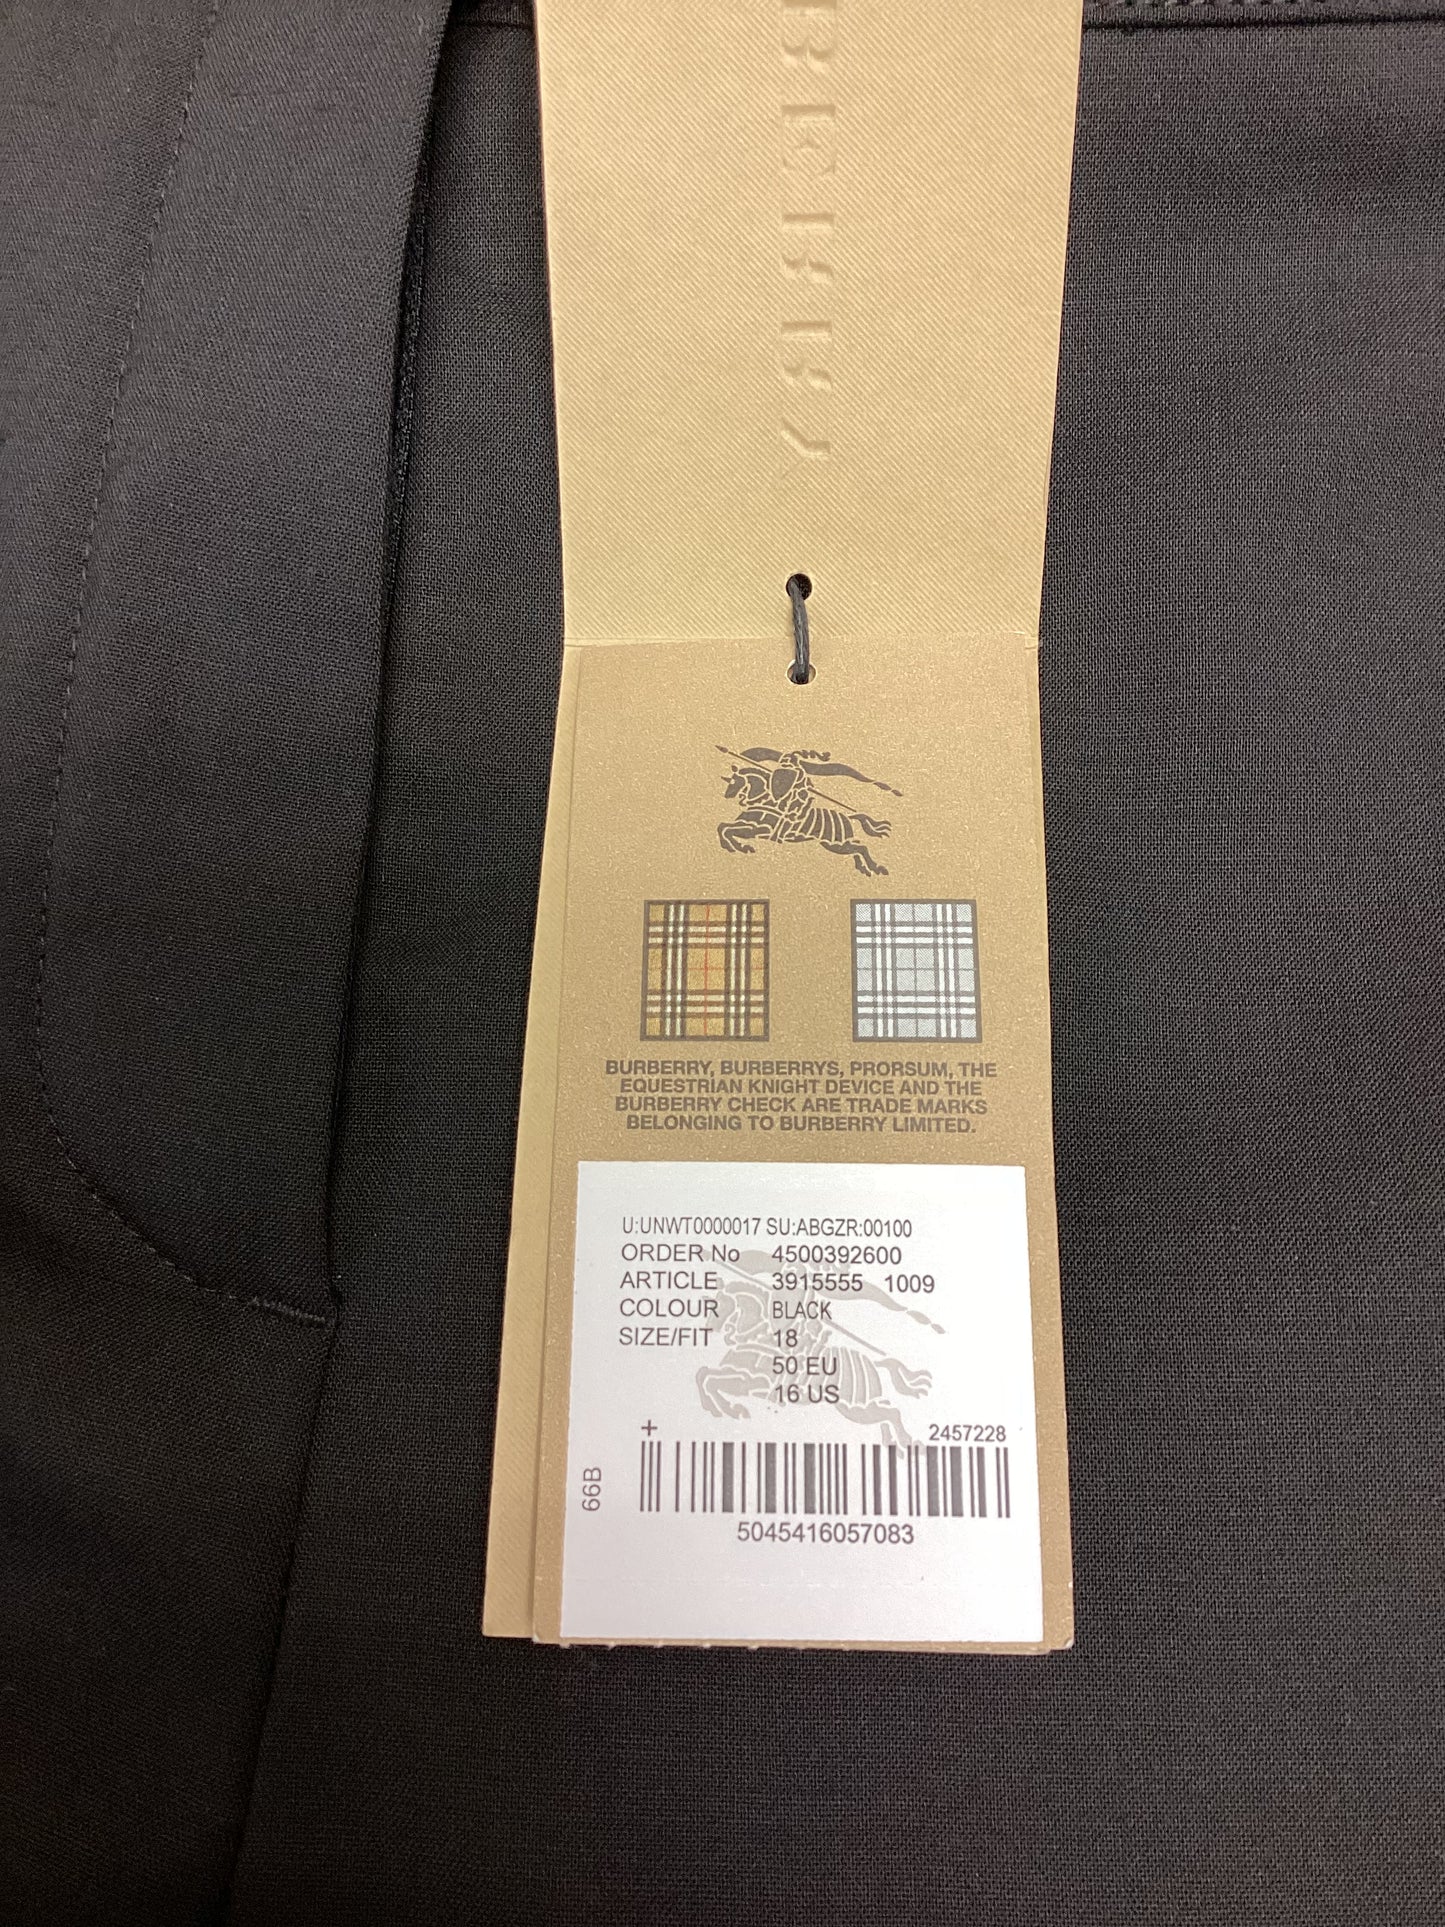 BERRY
BURBERRY, BURBERRYS, PRORSUM, THE
EQUESTRIAN KNIGHT DEVICE AND THE
BURBERRY CHECK ARE TRADE MARKS
BELONGING TO BURBERRY LIMITED.
U:UNWT0000017 SU:ABGZR:00100
ORDER No 4500392600
ARTICLE 3915555 1009
COLOUR BLACK
SIZE/FIT 18
50 EU
16 US
+ 2457228
66B
5045416057083